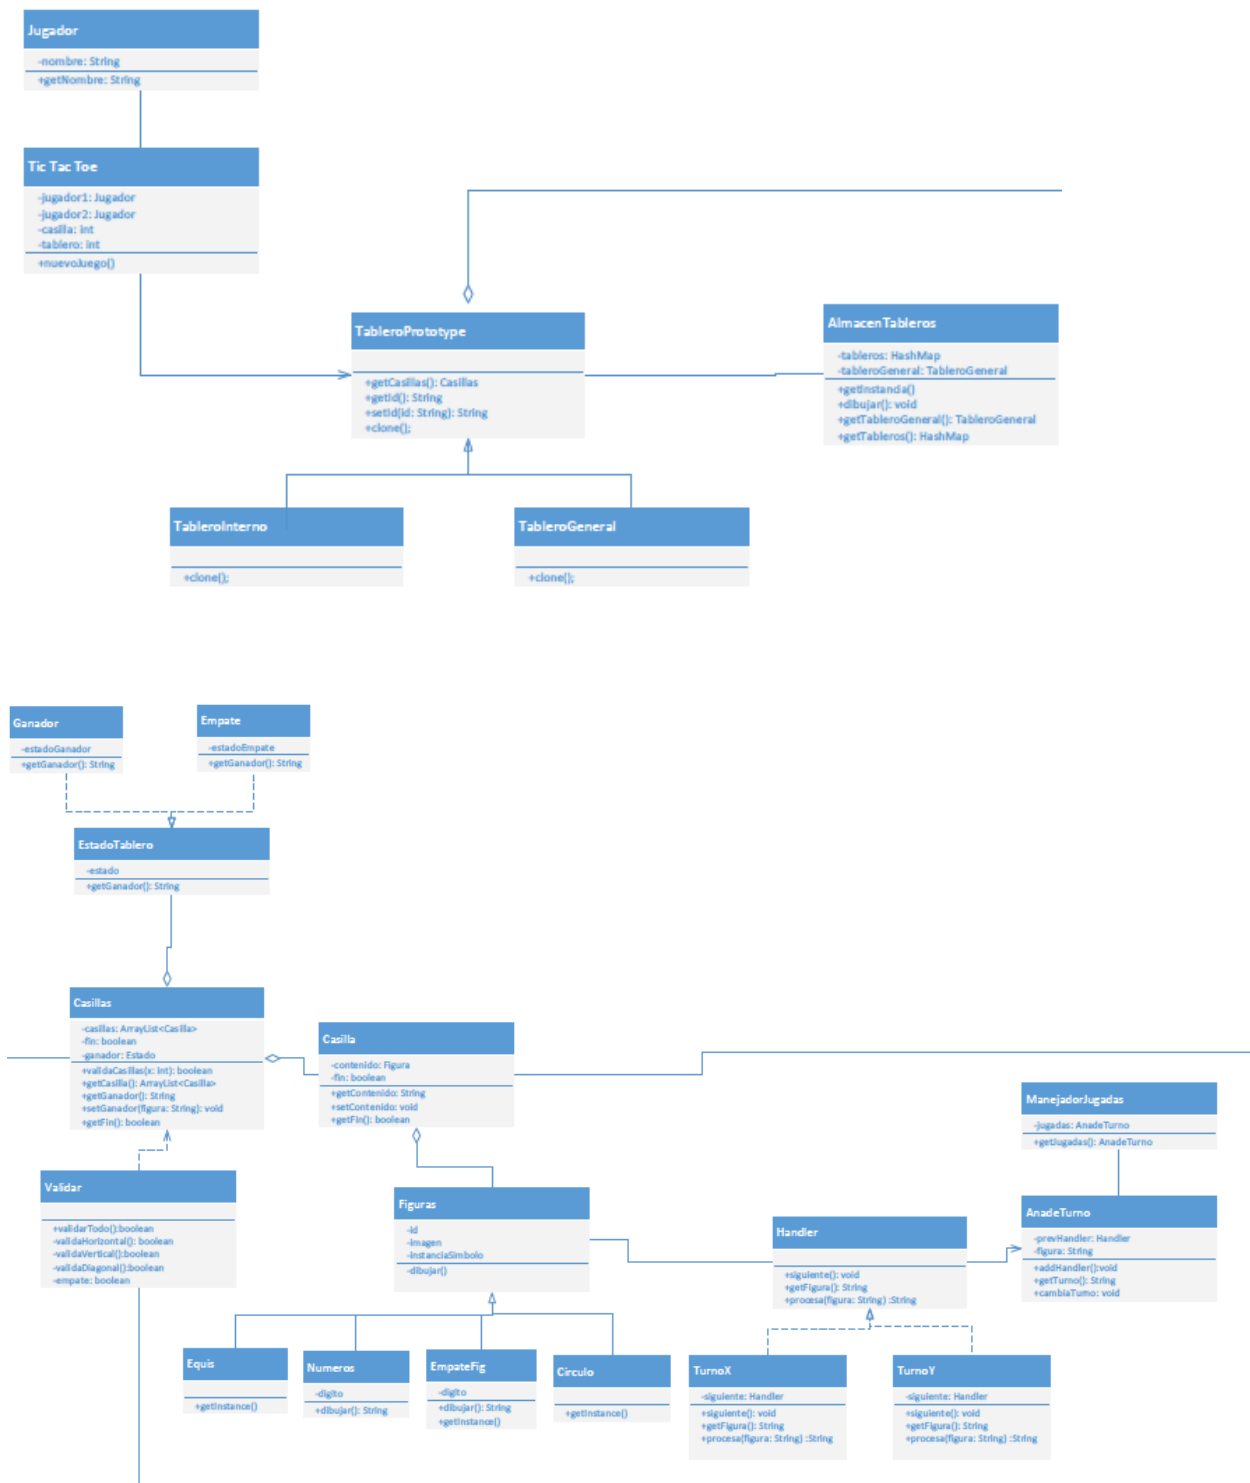 Jugador
-nombre: String
+getNombre: String
Tic Tac Toe
-jugador1: Jugador
-jugador2: Jugador
-casilla: int
-tablero: int
+nuevoJuego()
TableroPrototype
+getCasillas(): Casillas
+getId(): String
+setId(id: String): String
+clone();
AlmacenTableros
-tableros: HashMap
-tableroGeneral: TableroGeneral
+getInstancia()
+dibujar(): void
+getTableroGeneral(): TableroGeneral
+getTableros(): HashMap
TableroInterno
+clone();
TableroGeneral
+clone();
Ganador
-estadoGanador
+getGanador(): String
Empate
-estadoEmpate
+getGanador(): String
EstadoTablero
-estado
+getGanador(): String
Casillas
-casillas: ArrayList<Casilla>
-fin: boolean
-ganador: Estado
+validaCasillas(x: int): boolean
+getCasilla(): ArrayList<Casilla>
+getGanador(): String
+setGanador(figura: String): void
+getFin(): boolean
Casilla
-contenido: Figura
-fin: boolean
+getContenido: String
+setContenido: void
+getFin(): boolean
ManejadorJugadas
-jugadas: AnadeTurno
+getJugadas(): AnadeTurno
Validar
+validarTodo():boolean
-validaHorizontal(): boolean
-validaVertical():boolean
-validaDiagonal():boolean
-empate: boolean
Figuras
-id
-imagen
-instanciaSimbolo
-dibujar()
Handler
+siguiente(): void
+getFigura(): String
+procesa(figura: String) :String
AnadeTurno
-prevHandler: Handler
-figura: String
+addHandler():void
+getTurno(): String
+cambiaTurno: void
Equis
+getInstance()
Numeros
-digito
+dibujar(): String
EmpateFig
-digito
+dibujar(): String
+getInstance()
Circulo
+getInstance()
TurnoX
-siguiente: Handler
+siguiente(): void
+getFigura(): String
+procesa(figura: String) :String
TurnoY
-siguiente: Handler
+siguiente(): void
+getFigura(): String
+procesa(figura: String) :String